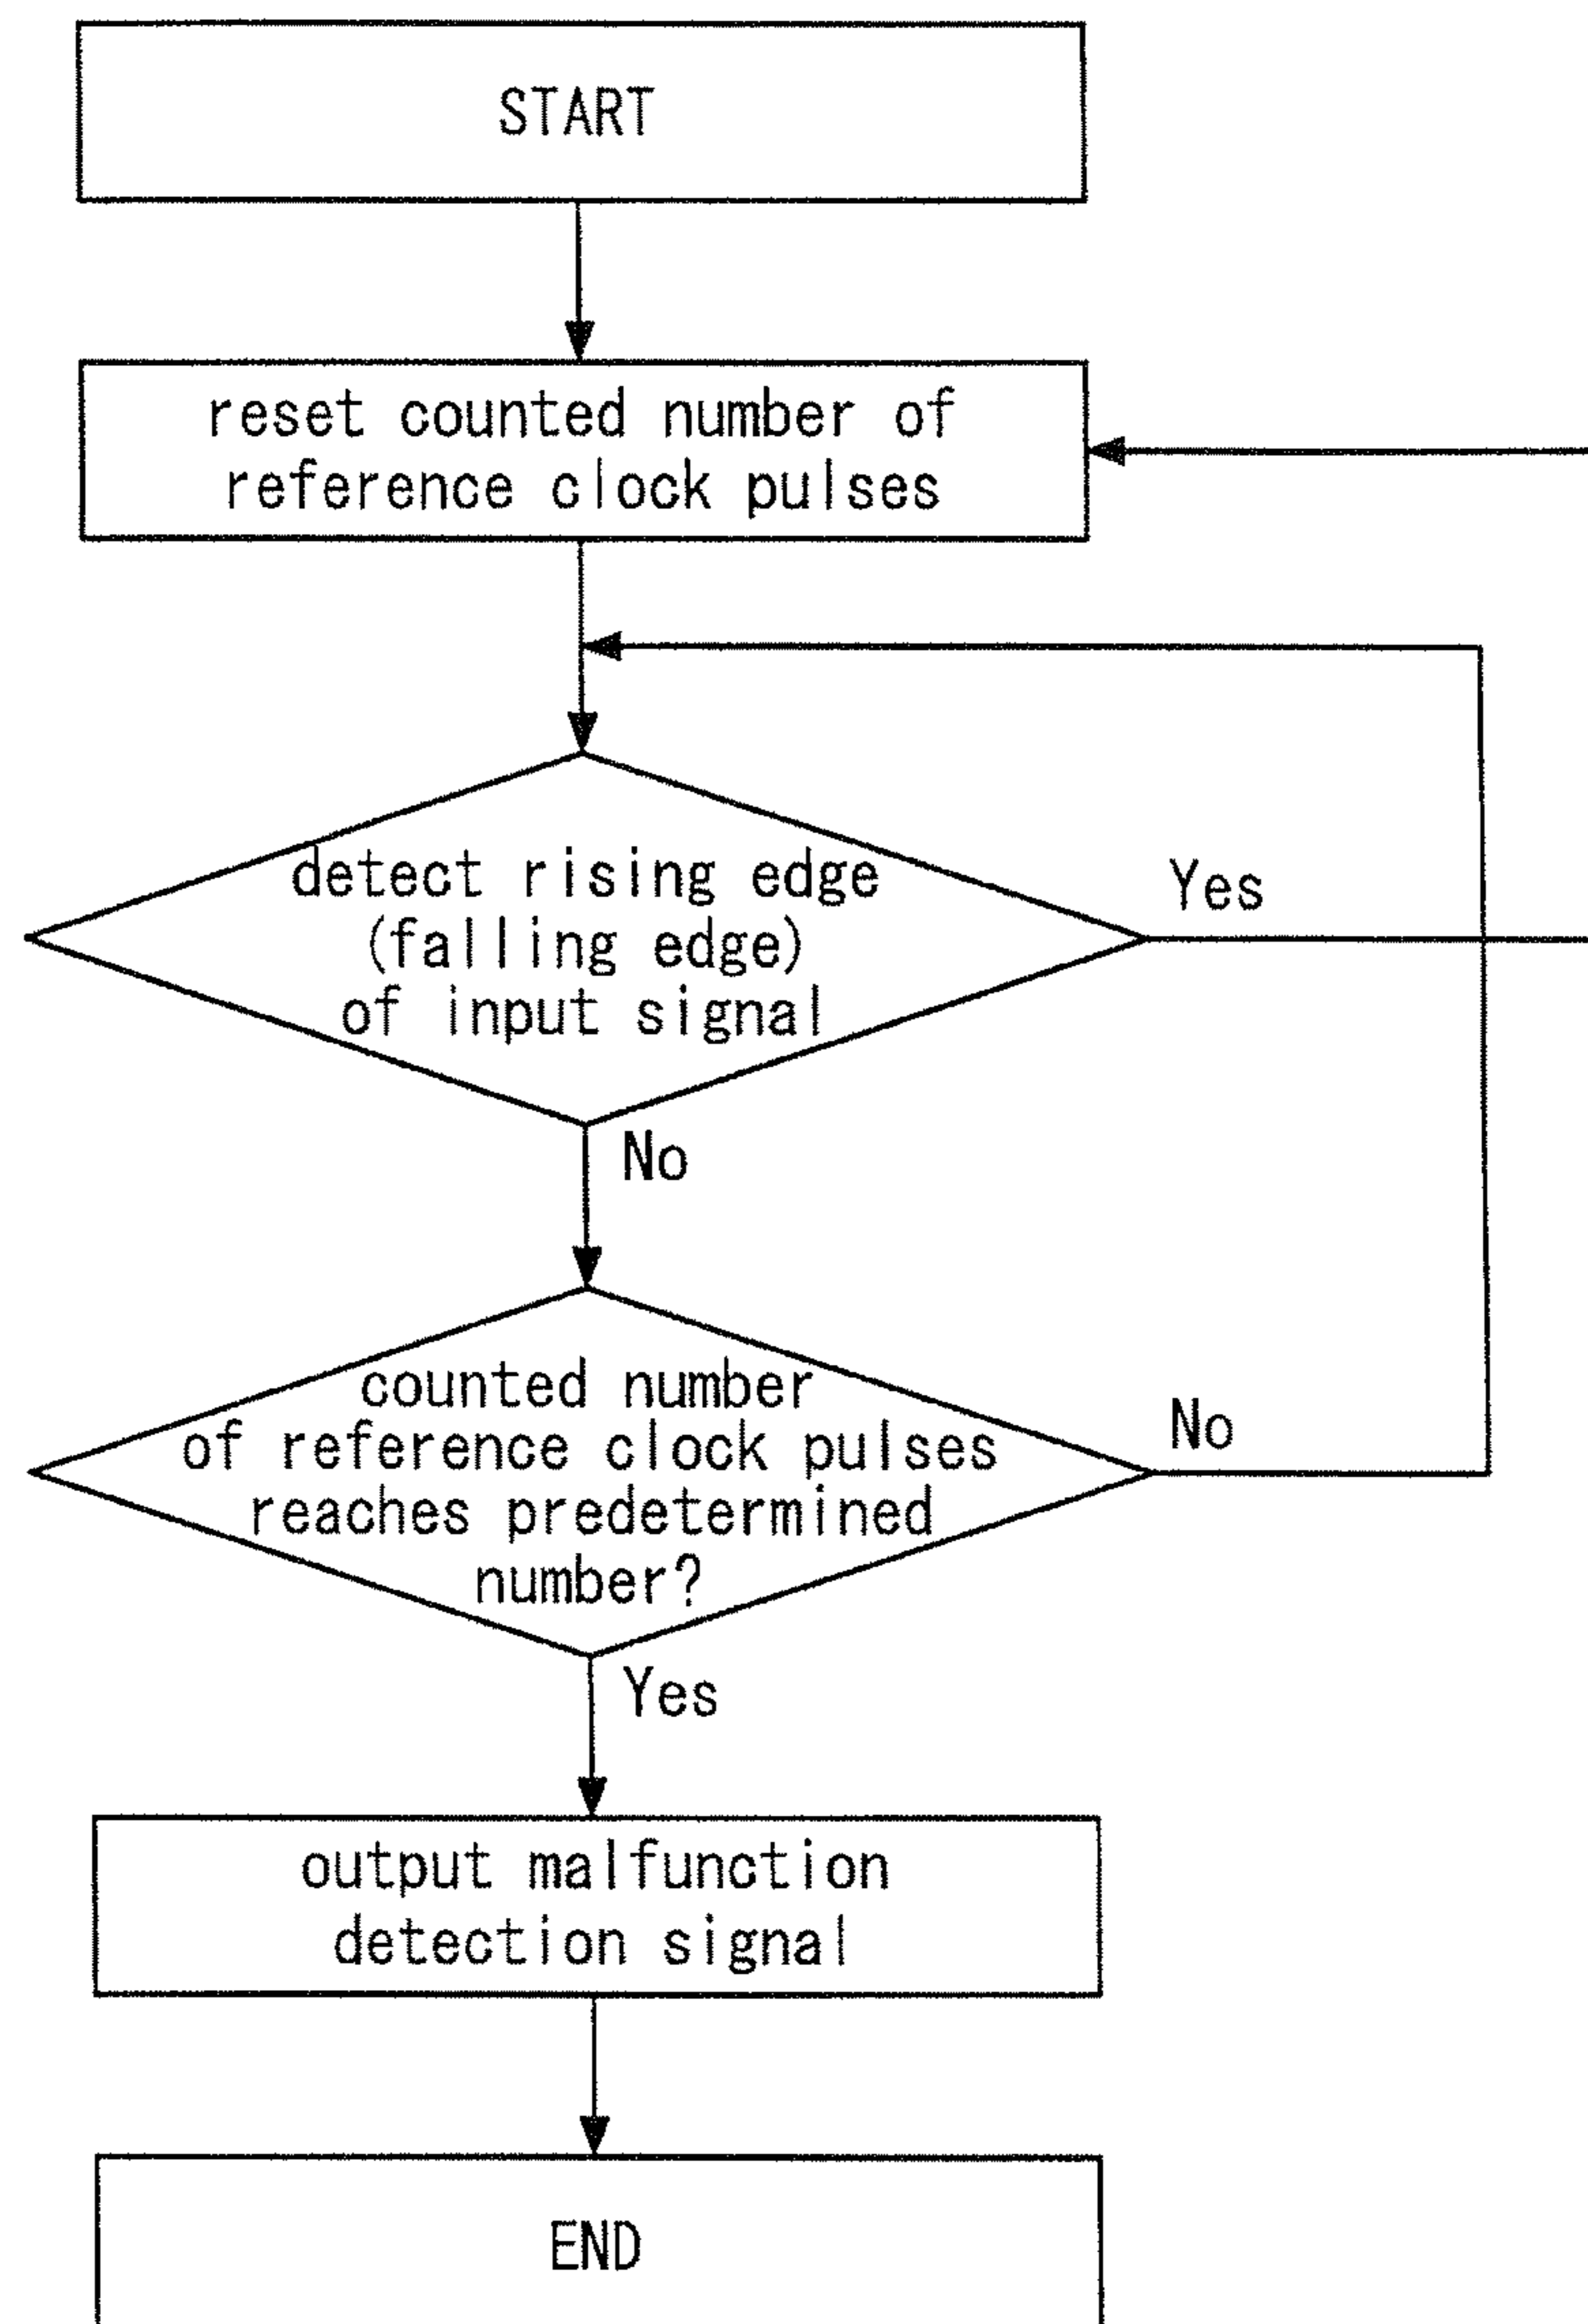 START
reset counted number of
reference clock pulses
detect rising edge
(falling edge)
of input signal
Yes
No
counted number
of reference clock pulses
reaches predetermined
number?
No
Yes
output malfunction
detection signal
END